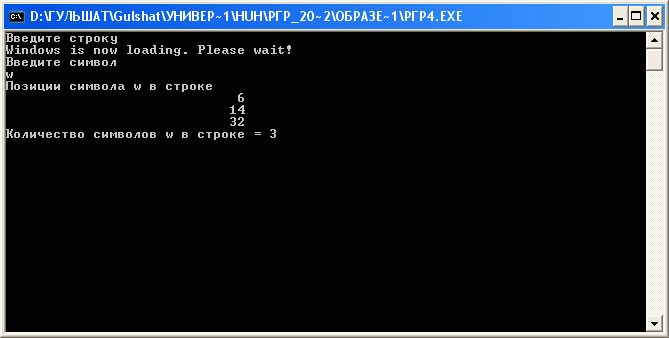 D:\ГУЛЬШАТ\Gulshat\УНИВЕР~1\НUН\РГР_20~2\ОБРАЗЕ~1\РГР4.EXE
Введите строку
Windows is now loading. Please wait!
Введите символ
w
Позиции символа w в строке
6
14
32
Количество символов w в строке = 3